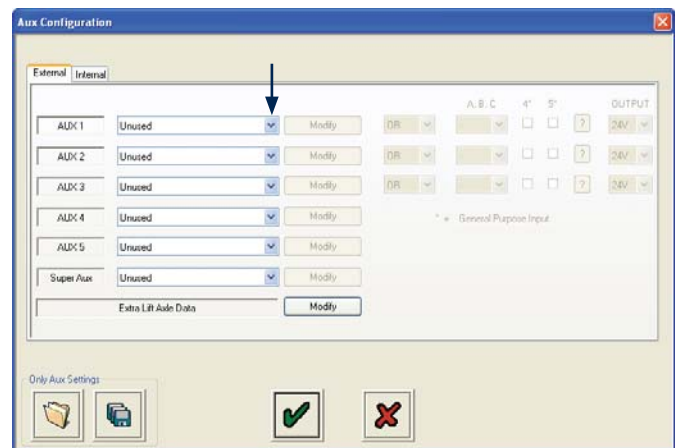 Aux Configuration
External Internal
A, B, C 4* 5* OUTPUT
AUX 1 Unused Modify OR - ? 24V
AUX 2 Unused Modify OR ? 24V
AUX 3 Unused Modify OR ? 24V
AUX 4 Unused Modify * = General Purpose Input
AUX 5 Unused Modify
Super Aux Unused Modify
Extra Lift Axle Data Modify
Only Aux Settings